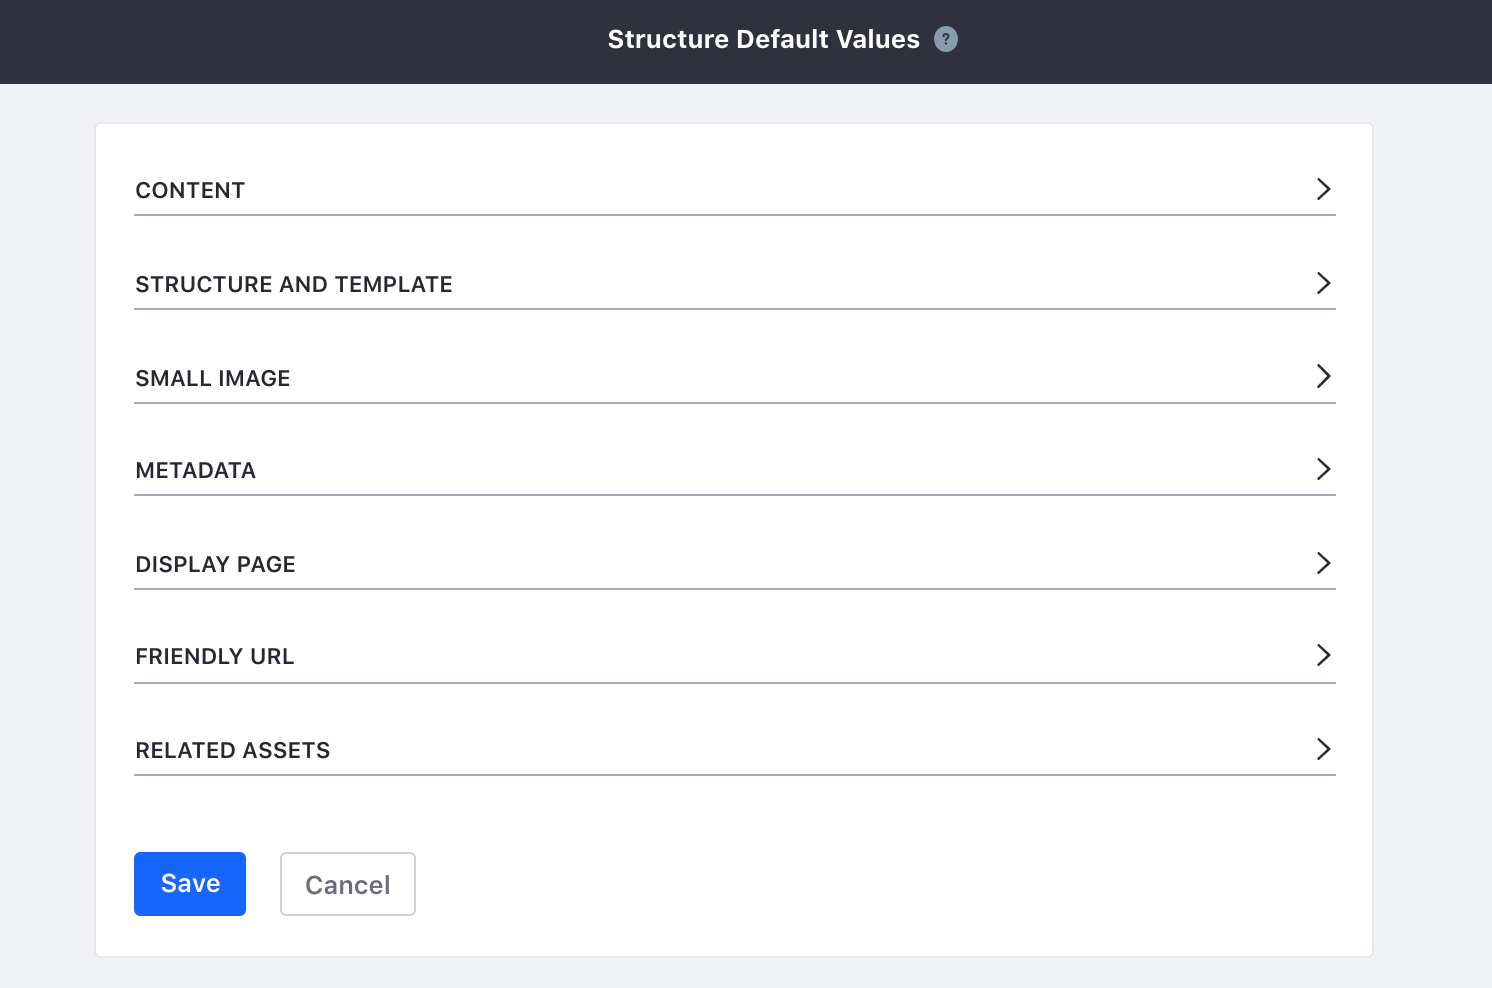 Structure Default Values ?
CONTENT
STRUCTURE AND TEMPLATE
SMALL IMAGE
METADATA
DISPLAY PAGE
FRIENDLY URL
RELATED ASSETS
Save Cancel